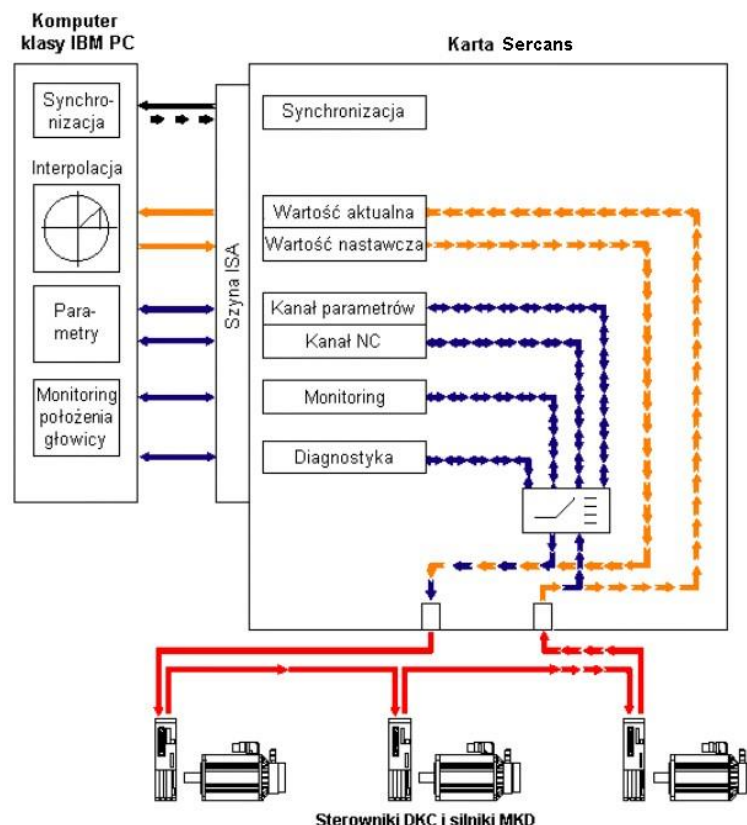 Komputer
klasy IBM PC
Karta Sercans
Synchro-
nizacja
Interpolacja
Para-
metry
Monitoring
położenia
głowicy
Szyna ISA
Synchronizacja
Wartość aktualna
Wartość nastawcza
Kanał parametrów
Kanał NC
Monitoring
Diagnostyka
Sterowniki DKC i silniki MKD